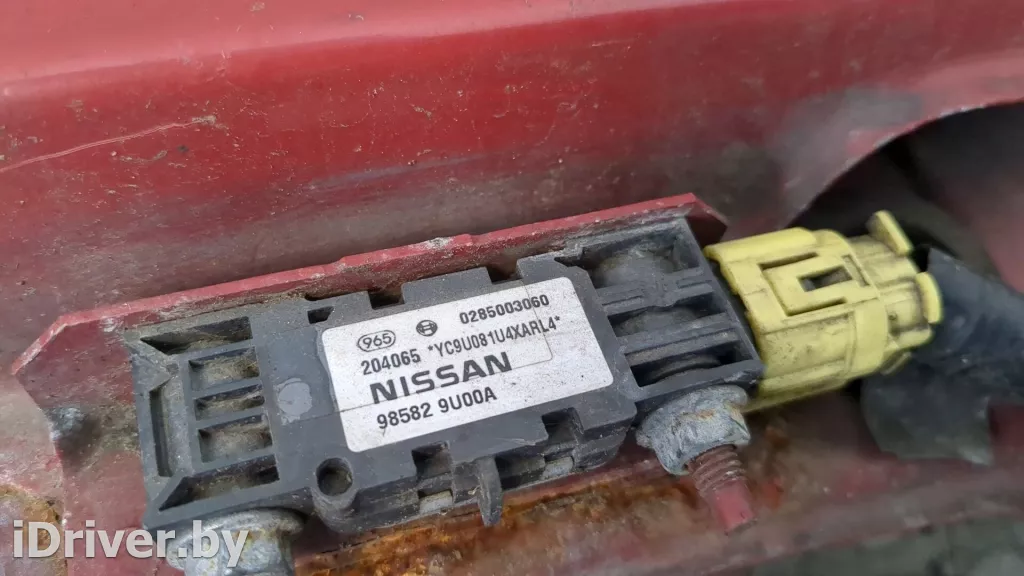 965 0285003060
204065 *YC9U081U4XARL4*
NISSAN
98582 9U00A
iDriver.by